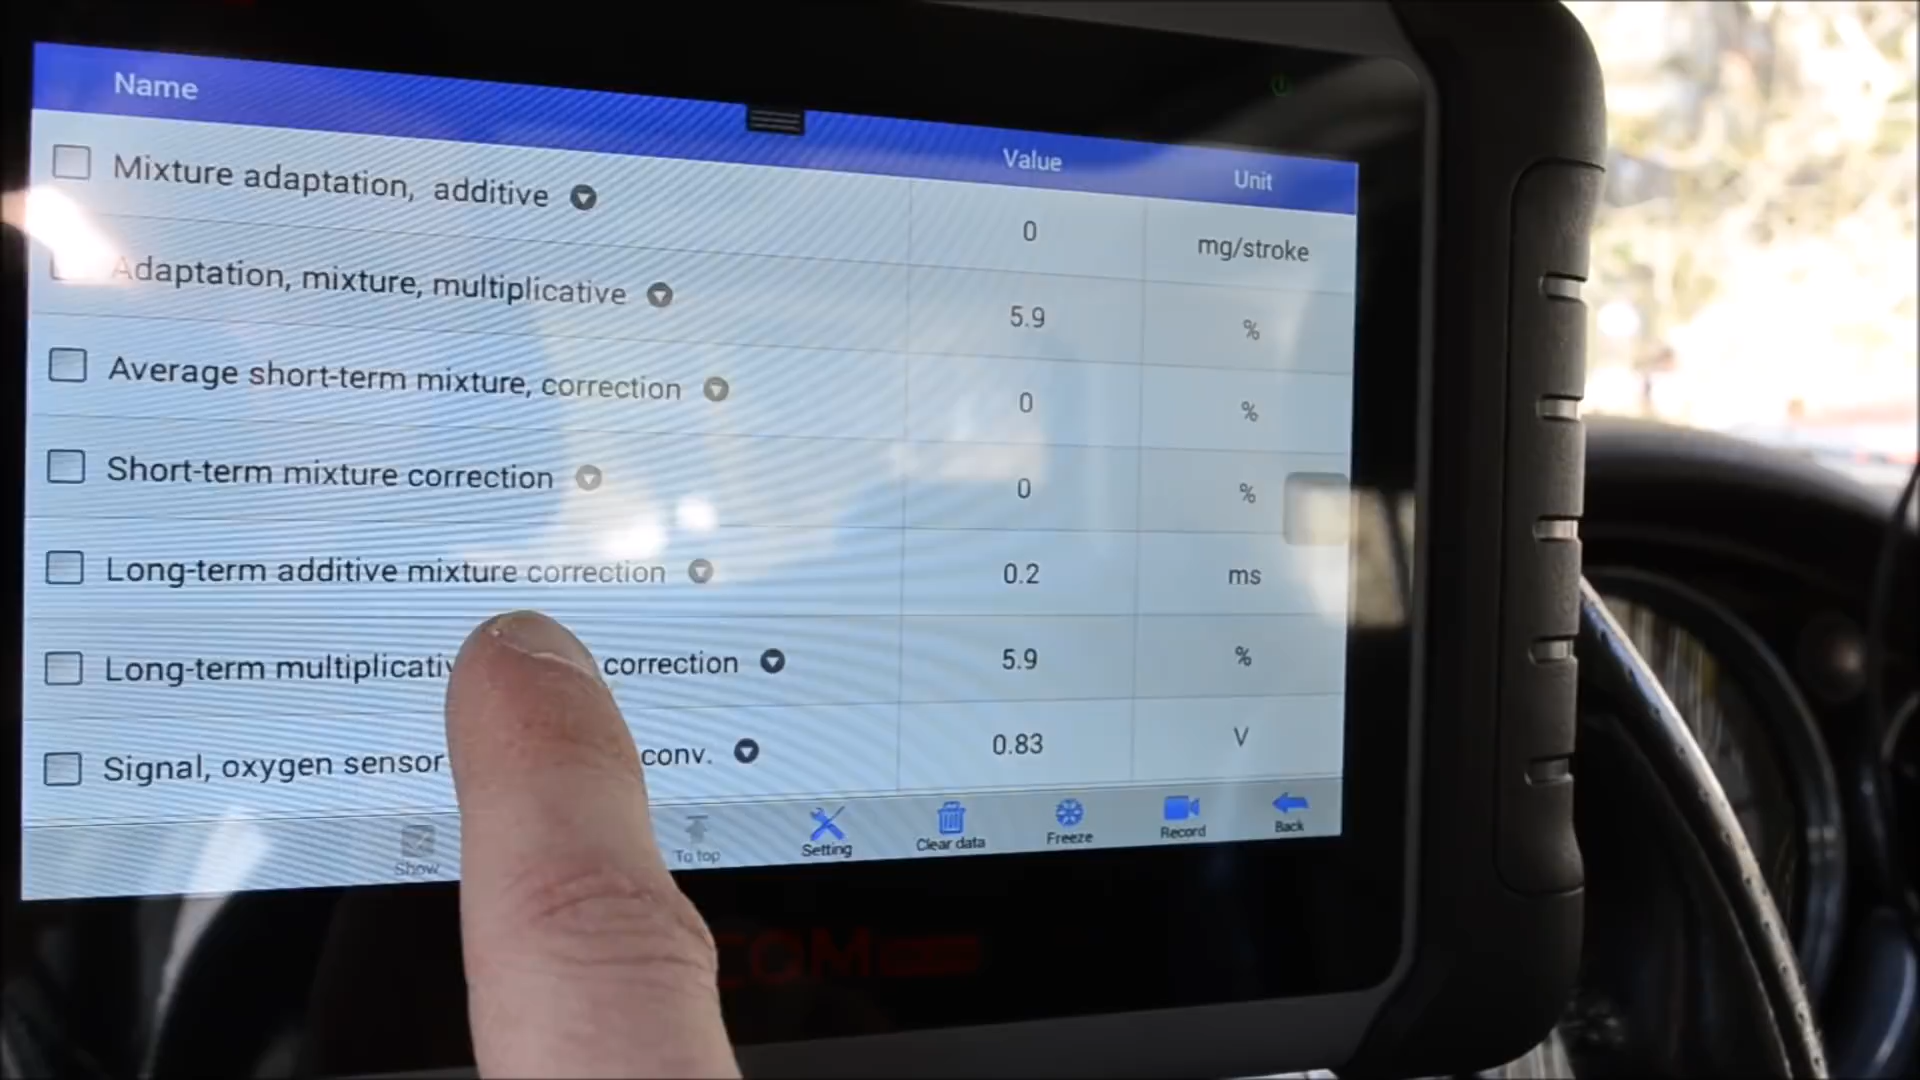 Name Value Unit
Mixture adaptation, additive 0 mg/stroke
Adaptation, mixture, multiplicative 5.9 %
Average short-term mixture, correction 0 %
Short-term mixture correction 0 %
Long-term additive mixture correction 0.2 ms
Long-term multiplicati correction 5.9 %
Signal, oxygen sensor conv. 0.83 V
Show To top Setting Clear data Freeze Record Back
COM